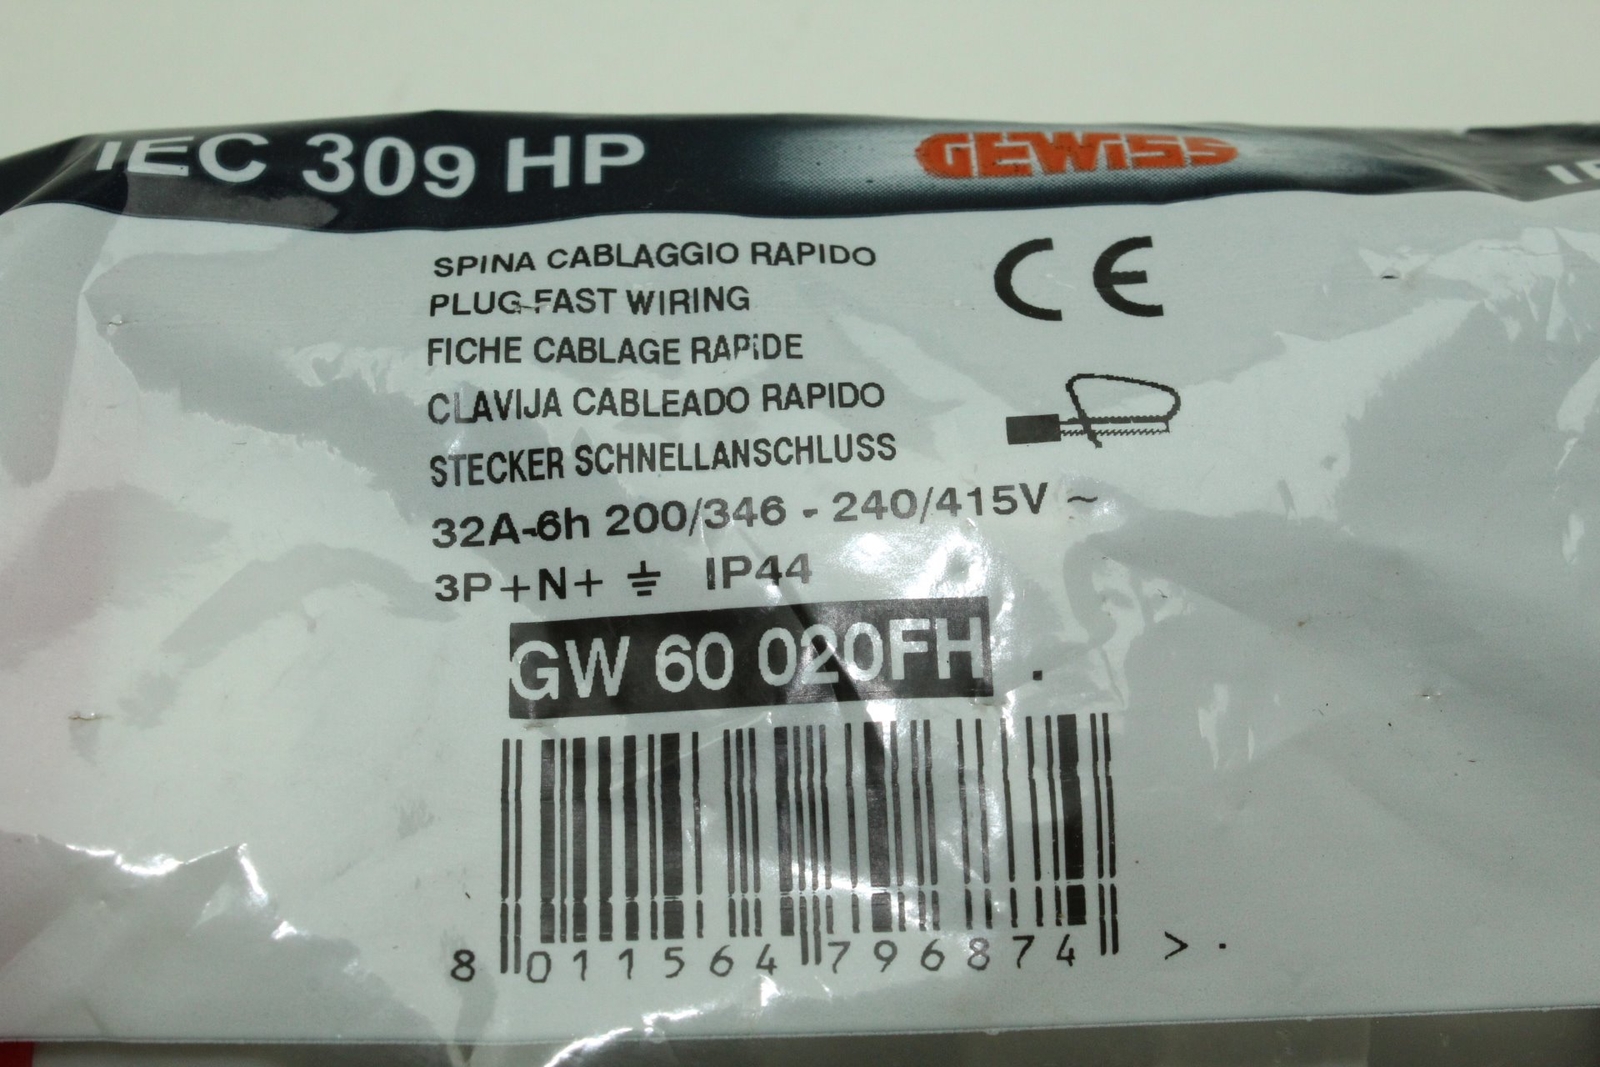 IEC 309 HP GEWISS IE
SPINA CABLAGGIO RAPIDO CE
PLUG-FAST WIRING
FICHE CABLAGE RAPIDE
CLAVIJA CABLEADO RAPIDO
STECKER SCHNELLANSCHLUSS
32A-6h 200/346 - 240/415V ~
3P+N+⏚ IP44
GW 60 020FH .
8 011564 796874 > .